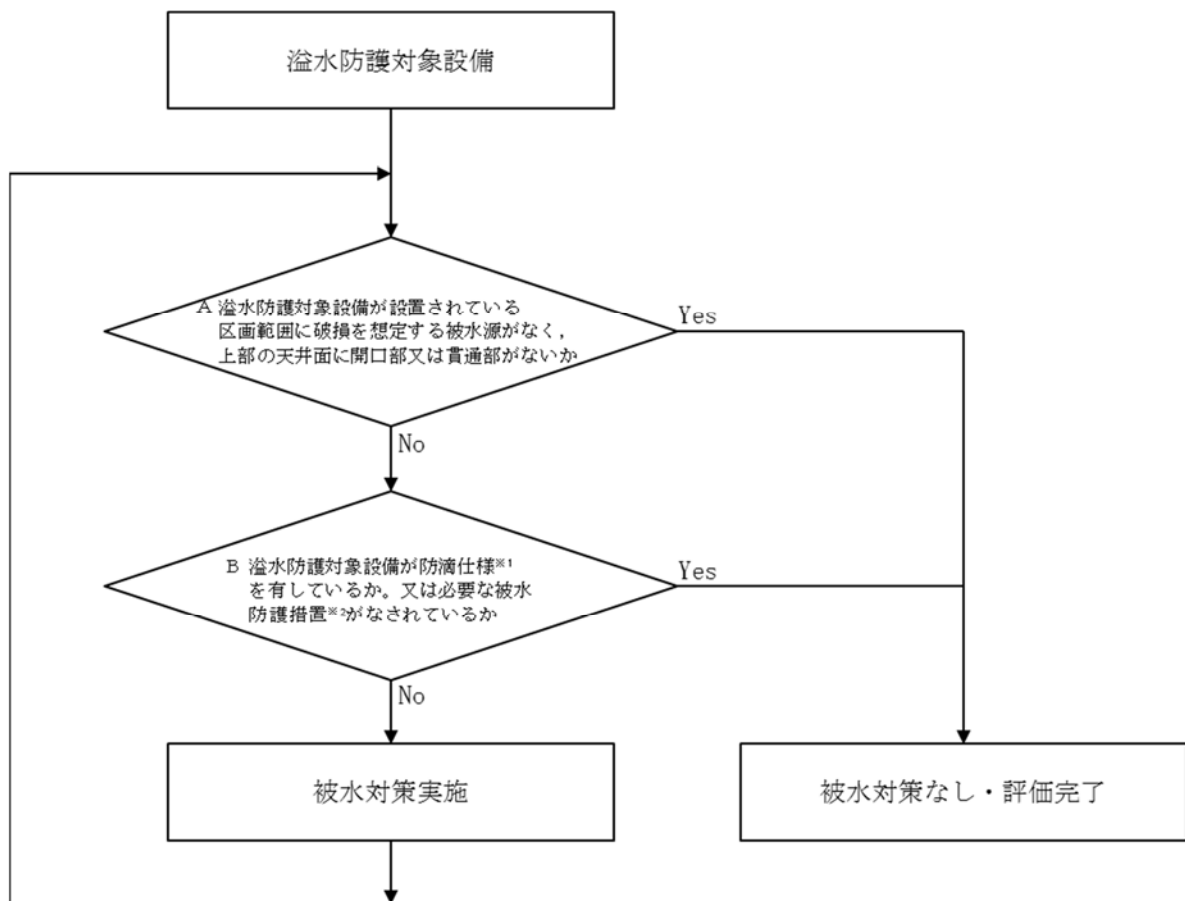 溢水防護対象設備
A 溢水防護対象設備が設置されている
区画範囲に破損を想定する被水源がなく，
上部の天井面に開口部又は貫通部がないか
Yes
No
B 溢水防護対象設備が防滴仕様※1
を有しているか。又は必要な被水
防護措置※2がなされているか
Yes
No
被水対策実施
被水対策なし・評価完了